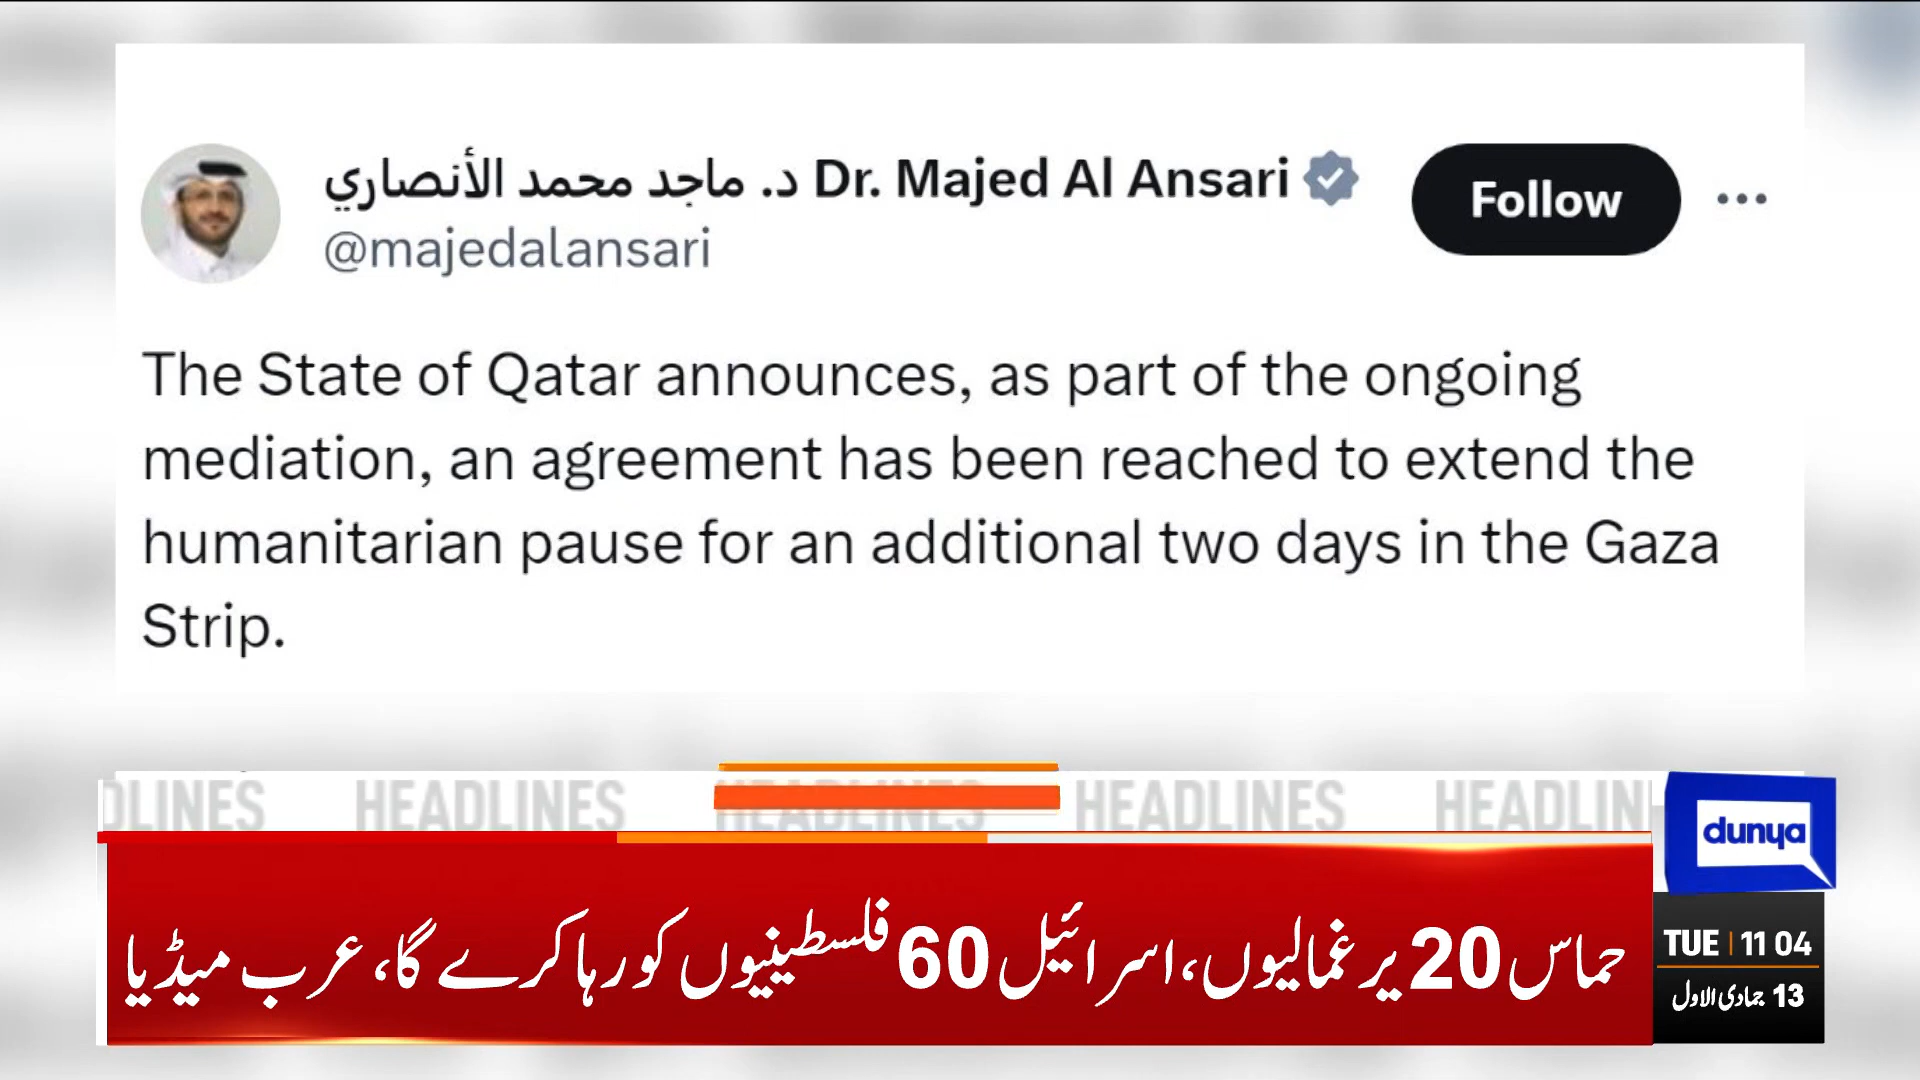 د. ماجد محمد الأنصاري Dr. Majed Al Ansari
@majedalansari
Follow
The State of Qatar announces, as part of the ongoing
mediation, an agreement has been reached to extend the
humanitarian pause for an additional two days in the Gaza
Strip.
DLINES HEADLINES HEADLINES HEADLINES HEADLIN
dunya
حماس 20 یرغمالیوں، اسرائیل 60 فلسطینیوں کو رہا کرے گا، عرب میڈیا
TUE | 11 04
13 جمادی الاول